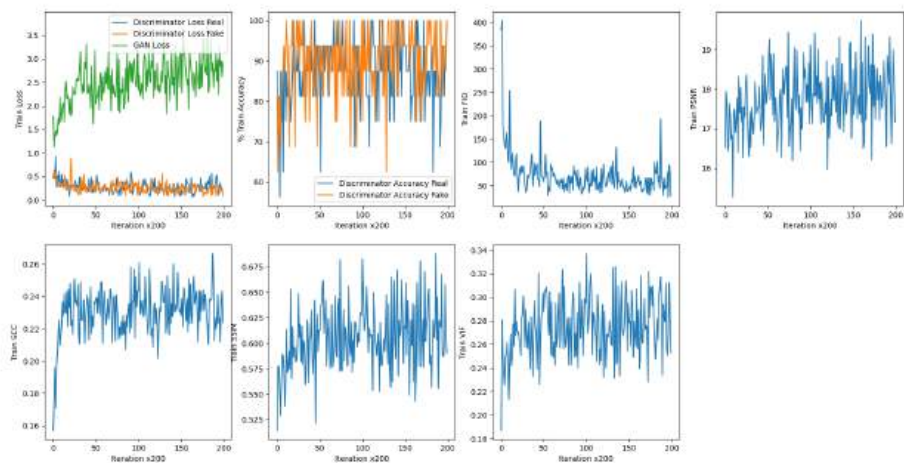 Train Loss
3.5
3.0
2.5
2.0
1.5
1.0
0.5
0.0
Discriminator Loss Real
Discriminator Loss Fake
GAN Loss
0 50 100 150 200
Iteration x200
% Train Accuracy
100
90
80
70
60
Discriminator Accuracy Real
Discriminator Accuracy Fake
0 50 100 150 200
Iteration x200
Train FID
400
350
300
250
200
150
100
50
0 50 100 150 200
Iteration x200
Train PSNR
19
18
17
16
0 50 100 150 200
Iteration x200
0.26
0.24
0.22
0.20
0.18
0.16
0 50 100 150 200
Iteration x200
Train SSIM
0.675
0.650
0.625
0.600
0.575
0.550
0.525
0 50 100 150 200
Iteration x200
Train VIF
0.34
0.32
0.30
0.28
0.26
0.24
0.22
0.20
0.18
0 50 100 150 200
Iteration x200